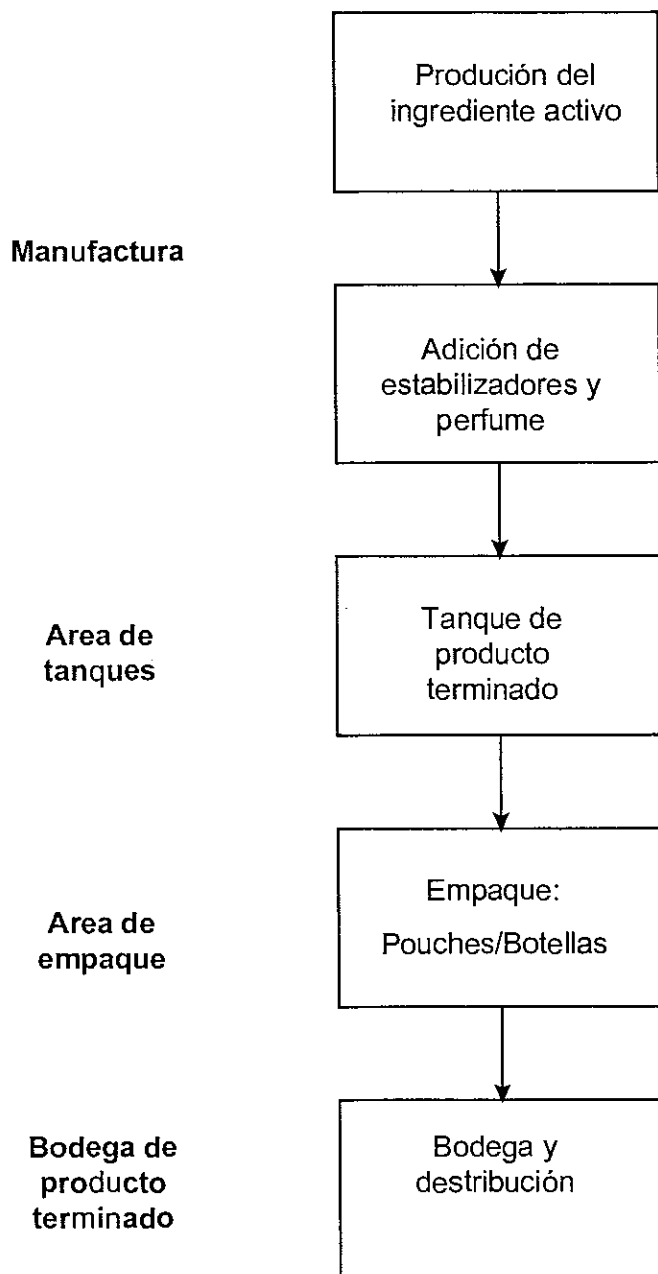 Produción del
ingrediente activo
Manufactura
Adición de
estabilizadores y
perfume
Area de
tanques
Tanque de
producto
terminado
Area de
empaque
Empaque:
Pouches/Botellas
Bodega de
producto
terminado
Bodega y
destribución